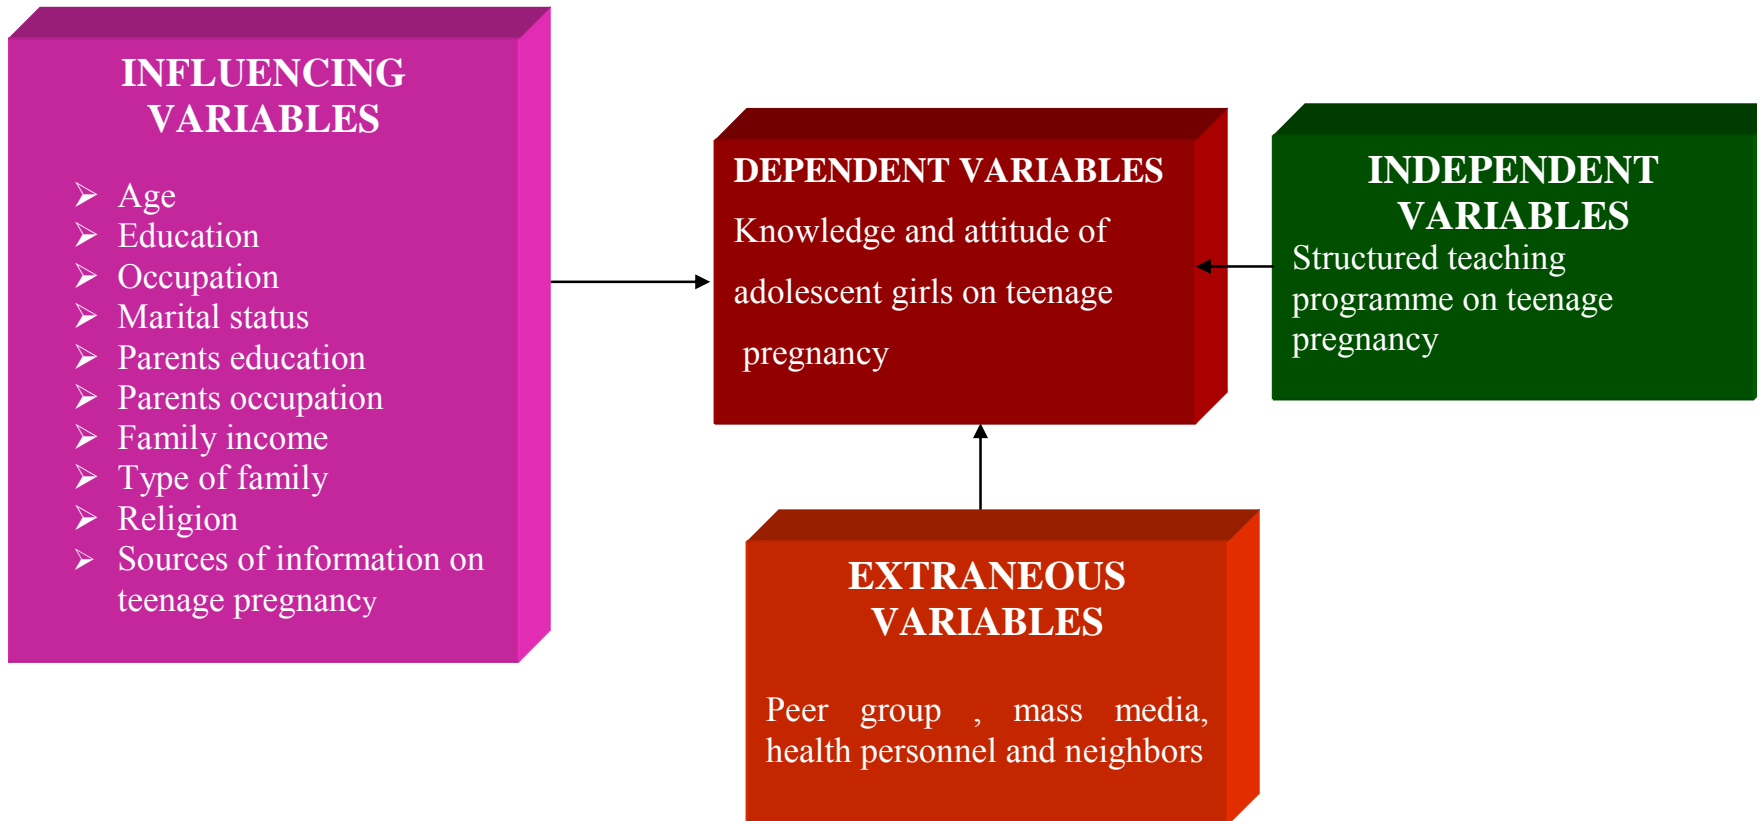 INFLUENCING
VARIABLES
➢ Age
➢ Education
➢ Occupation
➢ Marital status
➢ Parents education
➢ Parents occupation
➢ Family income
➢ Type of family
➢ Religion
➢ Sources of information on
teenage pregnancy
DEPENDENT VARIABLES
Knowledge and attitude of
adolescent girls on teenage
pregnancy
INDEPENDENT
VARIABLES
Structured teaching
programme on teenage
pregnancy
EXTRANEOUS
VARIABLES
Peer group , mass media,
health personnel and neighbors